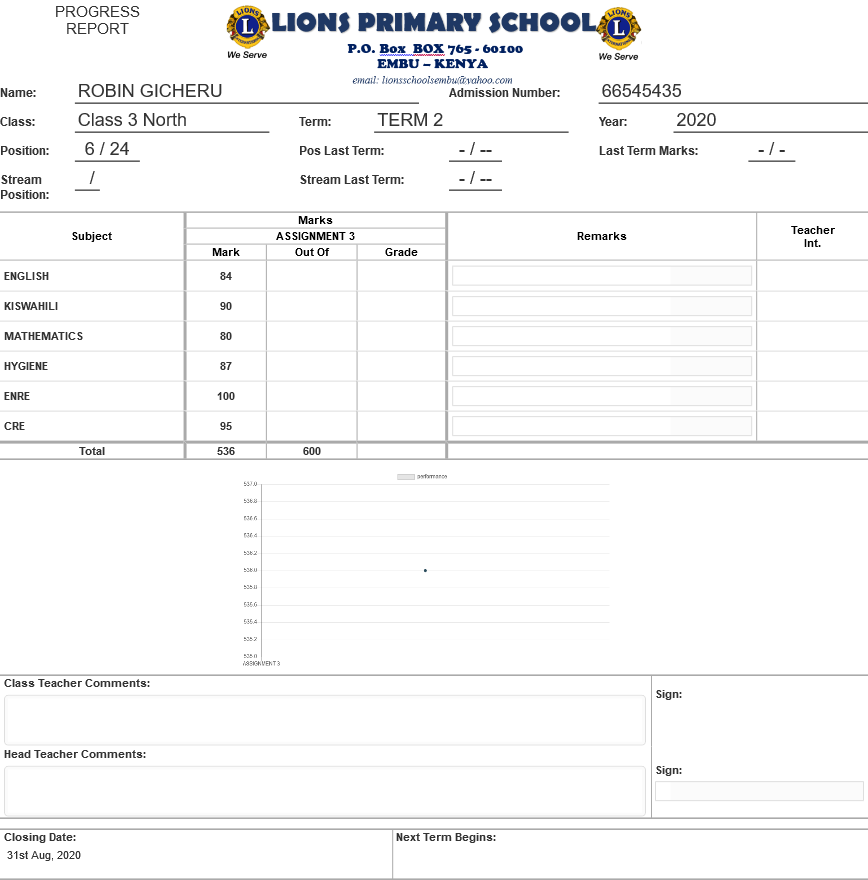 PROGRESS
REPORT
LIONS PRIMARY SCHOOL
P.O. Box BOX 765 - 60100
EMBU – KENYA
email: lionsschoolsembu@yahoo.com
LIONS L INTERNATIONAL We Serve
LIONS L INTERNATIONAL We Serve
Name: ROBIN GICHERU Admission Number: 66545435
Class: Class 3 North Term: TERM 2 Year: 2020
Position: 6 / 24 Pos Last Term: - / -- Last Term Marks: - / -
Stream Position: / Stream Last Term: - / --
Subject Marks Remarks Teacher Int.
ASSIGNMENT 3
Mark Out Of Grade
ENGLISH 84
KISWAHILI 90
MATHEMATICS 80
HYGIENE 87
ENRE 100
CRE 95
Total 536 600
performance
537.0
536.8
536.6
536.4
536.2
536.0
535.8
535.6
535.4
535.2
535.0
ASSIGNMENT 3
Class Teacher Comments:
Sign:
Head Teacher Comments:
Sign:
Closing Date: Next Term Begins:
31st Aug, 2020